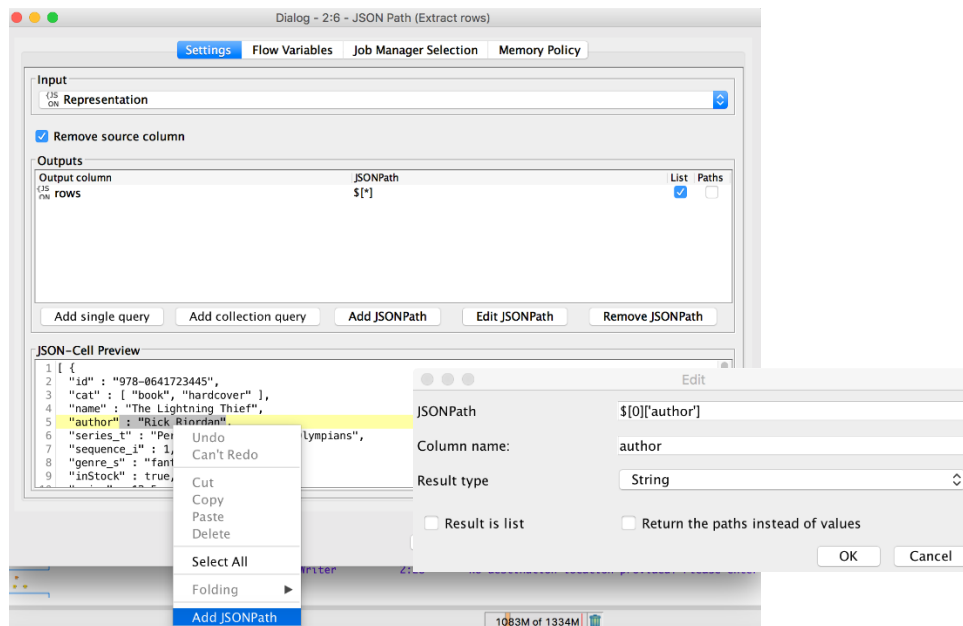 Dialog - 2:6 - JSON Path (Extract rows)
Settings Flow Variables Job Manager Selection Memory Policy
Input
{JS ON Representation
Remove source column
Outputs
Output column JSONPath List Paths
{JS ON rows $[*]
Add single query Add collection query Add JSONPath Edit JSONPath Remove JSONPath
JSON-Cell Preview
1 [ {
2 "id" : "978-0641723445",
3 "cat" : [ "book", "hardcover" ],
4 "name" : "The Lightning Thief",
5 "author" : "Rick Riordan",
6 "series_t" : "Per lympians",
7 "sequence_i" : 1,
8 "genre_s" : "fant
9 "inStock" : true,
Undo
Can't Redo
Cut
Copy
Paste
Delete
Select All
Folding
Add JSONPath
Edit
JSONPath $[0]['author']
Column name: author
Result type String
Result is list Return the paths instead of values
OK Cancel
1083M of 1334M